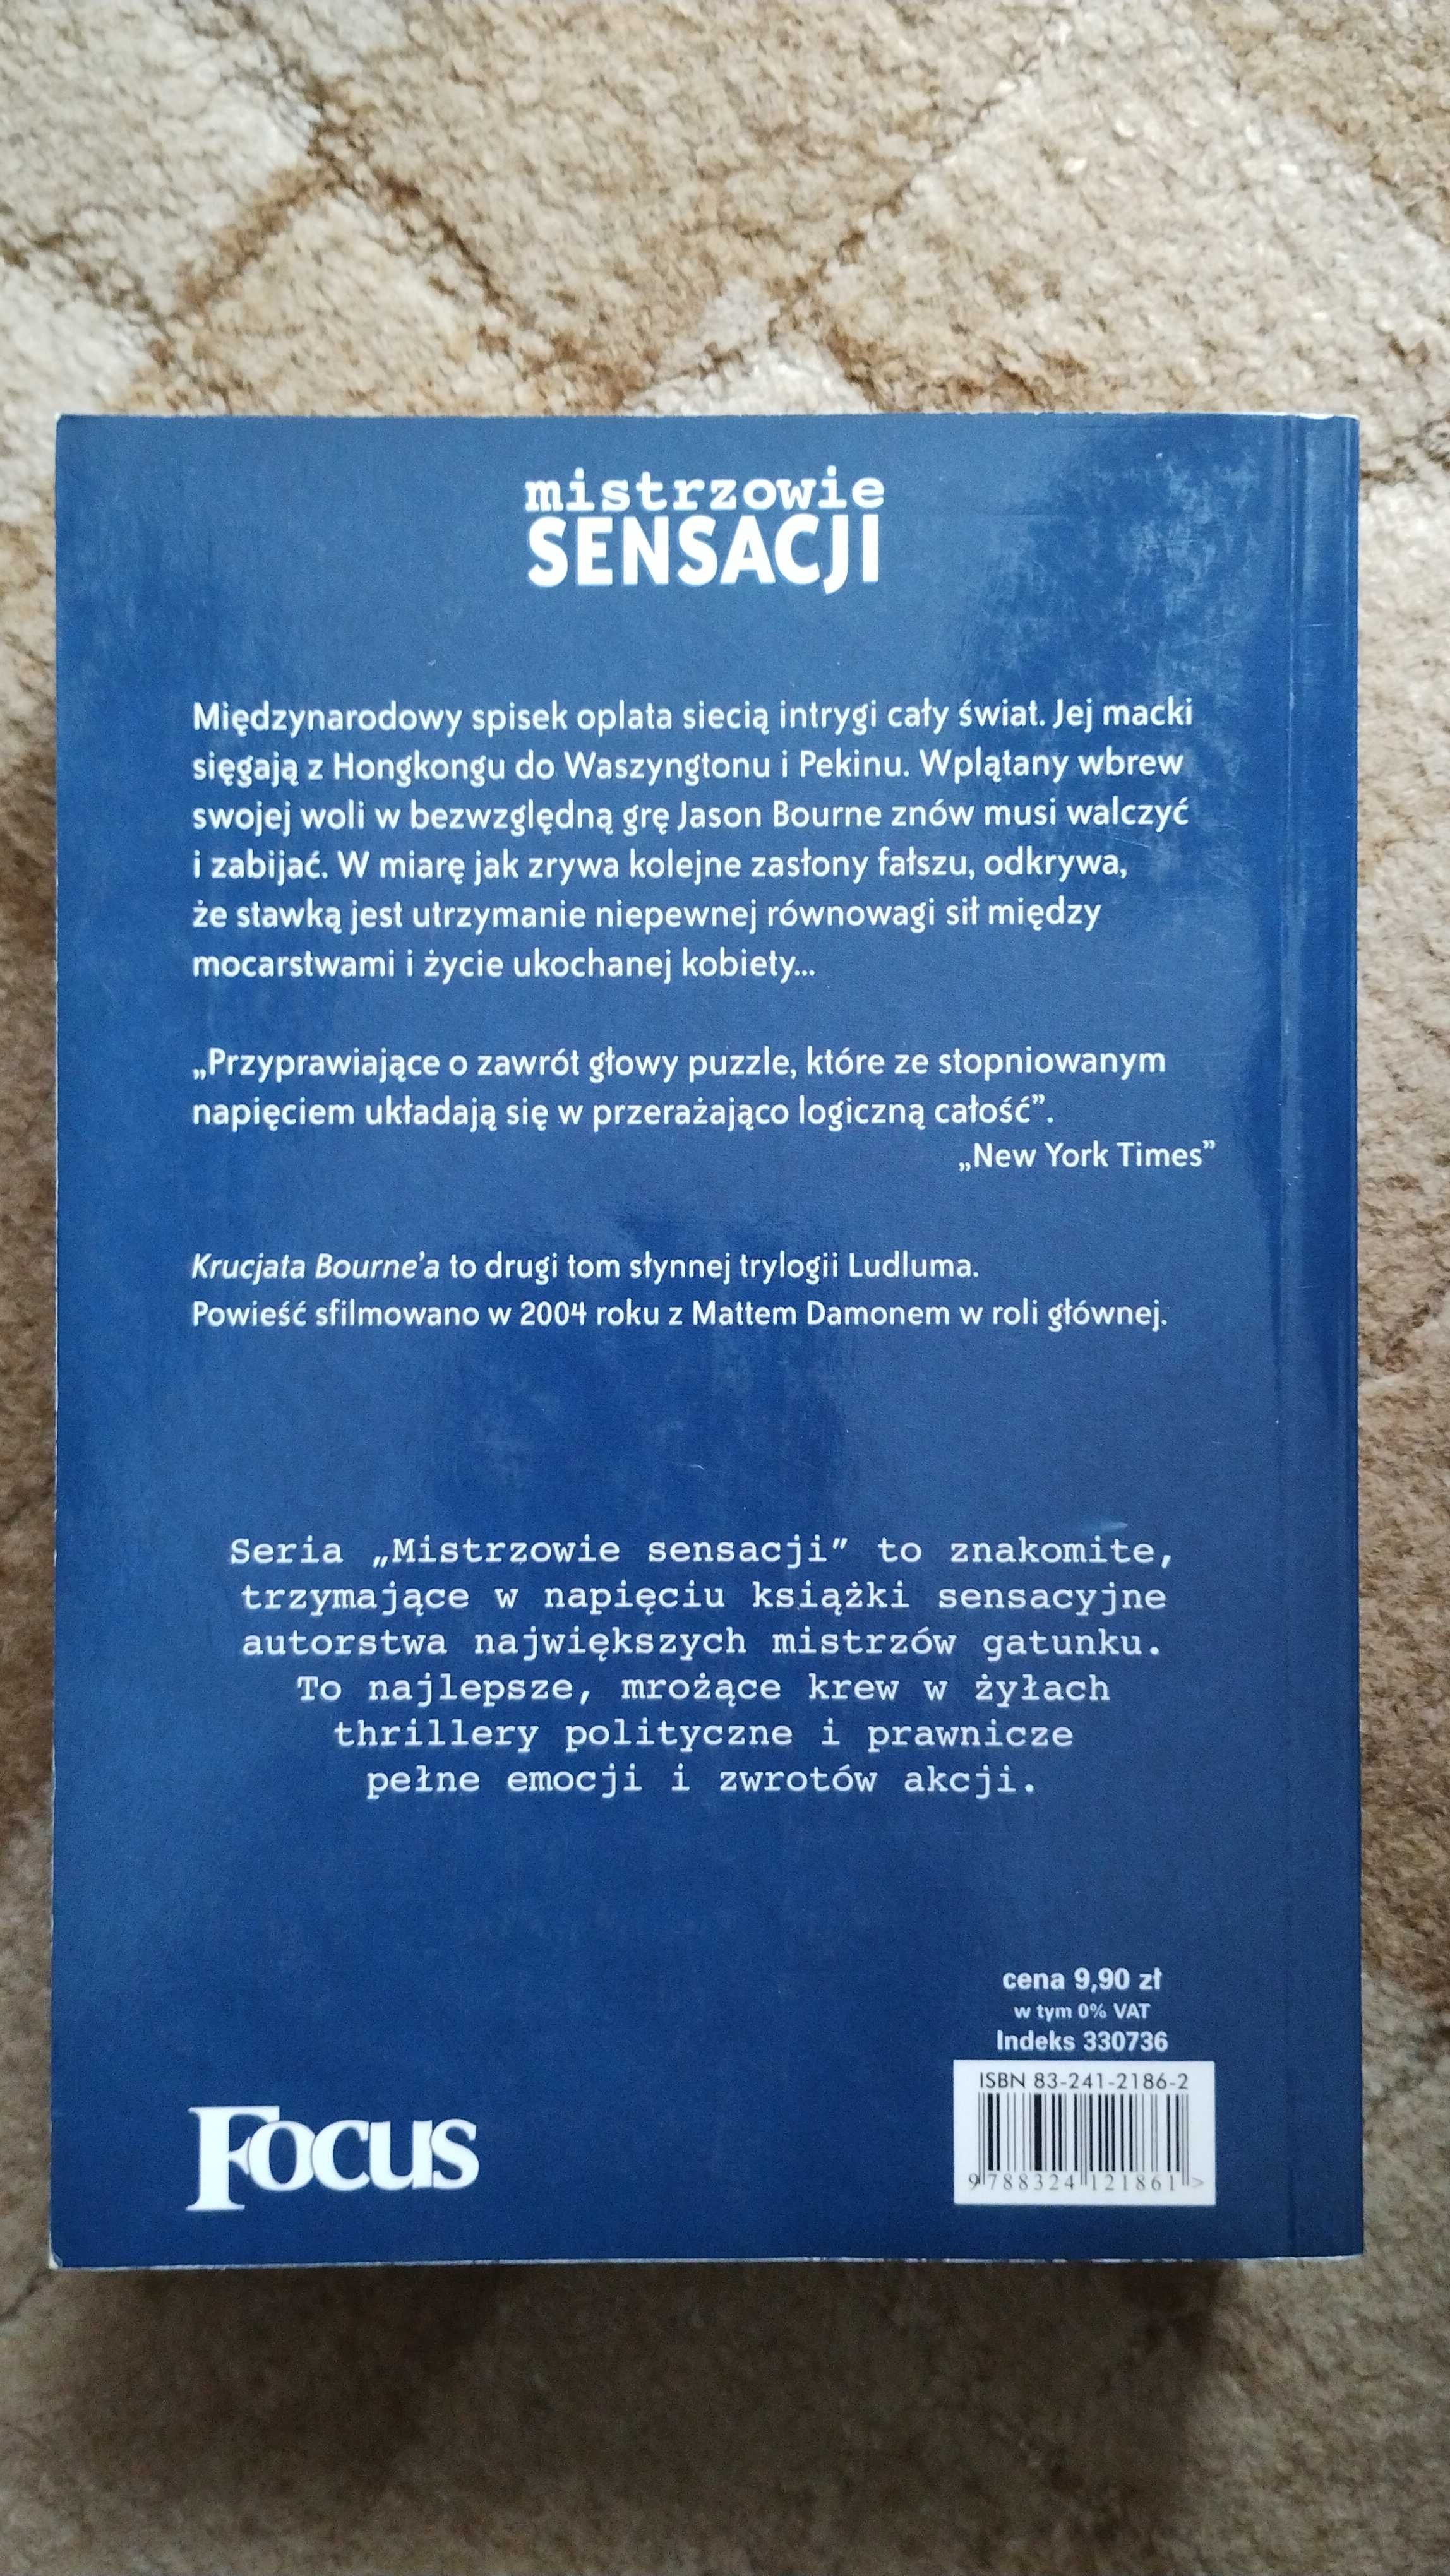 mistrzowie
SENSACJI
Międzynarodowy spisek oplata siecią intrygi cały świat. Jej macki
sięgają z Hongkongu do Waszyngtonu i Pekinu. Wplątany wbrew
swojej woli w bezwzględną grę Jason Bourne znów musi walczyć
i zabijać. W miarę jak zrywa kolejne zasłony fałszu, odkrywa,
że stawką jest utrzymanie niepewnej równowagi sił między
mocarstwami i życie ukochanej kobiety...
„Przyprawiające o zawrót głowy puzzle, które ze stopniowanym
napięciem układają się w przerażająco logiczną całość”.
„New York Times”
Krucjata Bourne’a to drugi tom słynnej trylogii Ludluma.
Powieść sfilmowano w 2004 roku z Mattem Damonem w roli głównej.
Seria „Mistrzowie sensacji” to znakomite,
trzymające w napięciu książki sensacyjne
autorstwa największych mistrzów gatunku.
To najlepsze, mrożące krew w żyłach
thrillery polityczne i prawnicze
pełne emocji i zwrotów akcji.
cena 9,90 zł
w tym 0% VAT
Indeks 330736
ISBN 83-241-2186-2
9 788324 121861 >
Focus